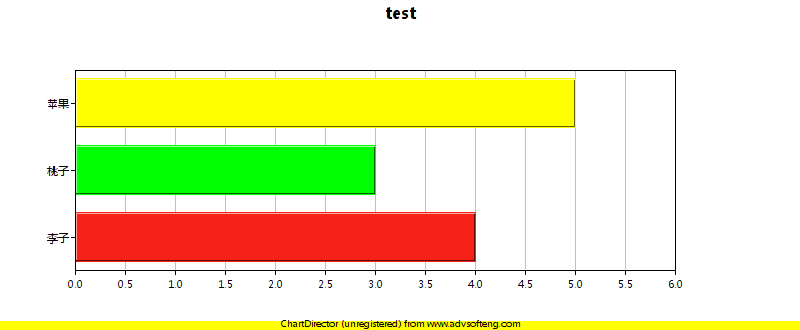 test
苹果
桃子
李子
0.0 0.5 1.0 1.5 2.0 2.5 3.0 3.5 4.0 4.5 5.0 5.5 6.0
ChartDirector (unregistered) from www.advsofteng.com